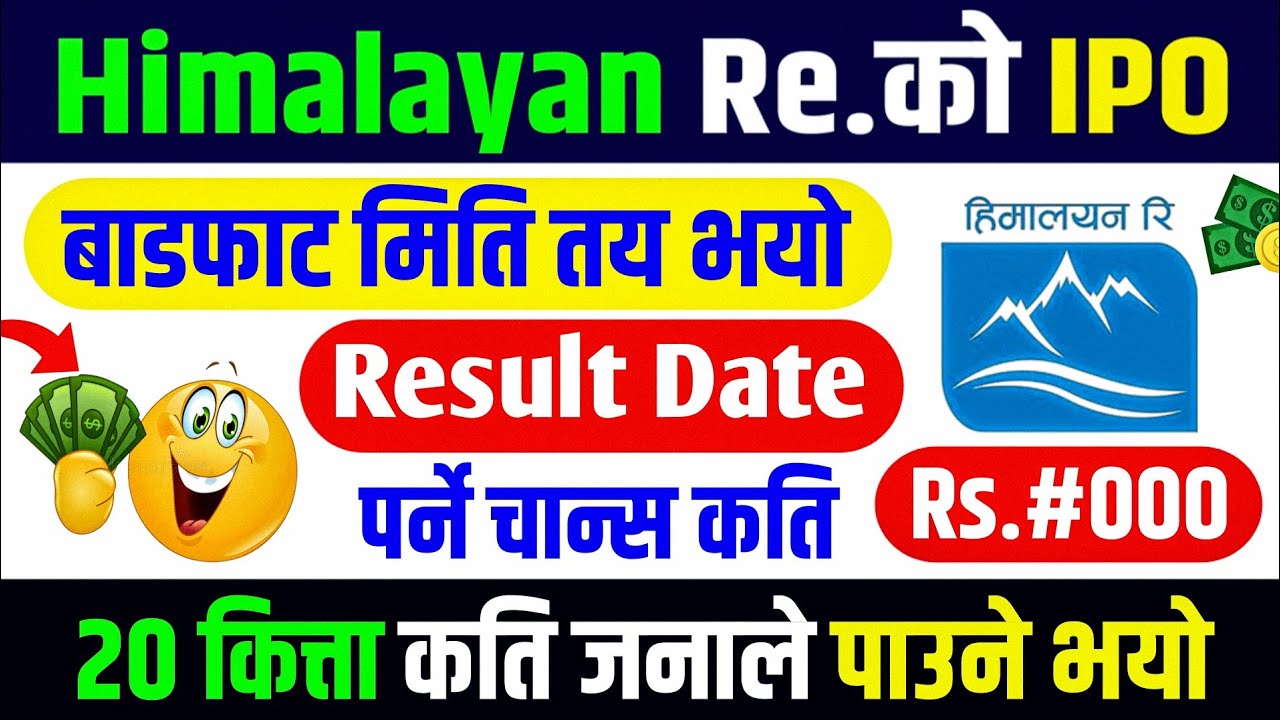 Himalayan Re.को IPO
बाडफाट मिति तय भयो
हिमालयन रि
Result Date
पर्ने चान्स कति
Rs.#000
20 कित्ता कति जनाले पाउने भयो